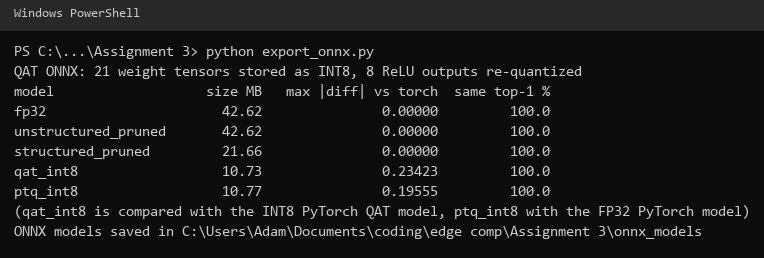 Windows PowerShell
PS C:\...\Assignment 3> python export_onnx.py
QAT ONNX: 21 weight tensors stored as INT8, 8 ReLU outputs re-quantized
model size MB max |diff| vs torch same top-1 %
fp32 42.62 0.00000 100.0
unstructured_pruned 42.62 0.00000 100.0
structured_pruned 21.66 0.00000 100.0
qat_int8 10.73 0.23423 100.0
ptq_int8 10.77 0.19555 100.0
(qat_int8 is compared with the INT8 PyTorch QAT model, ptq_int8 with the FP32 PyTorch model)
ONNX models saved in C:\Users\Adam\Documents\coding\edge comp\Assignment 3\onnx_models